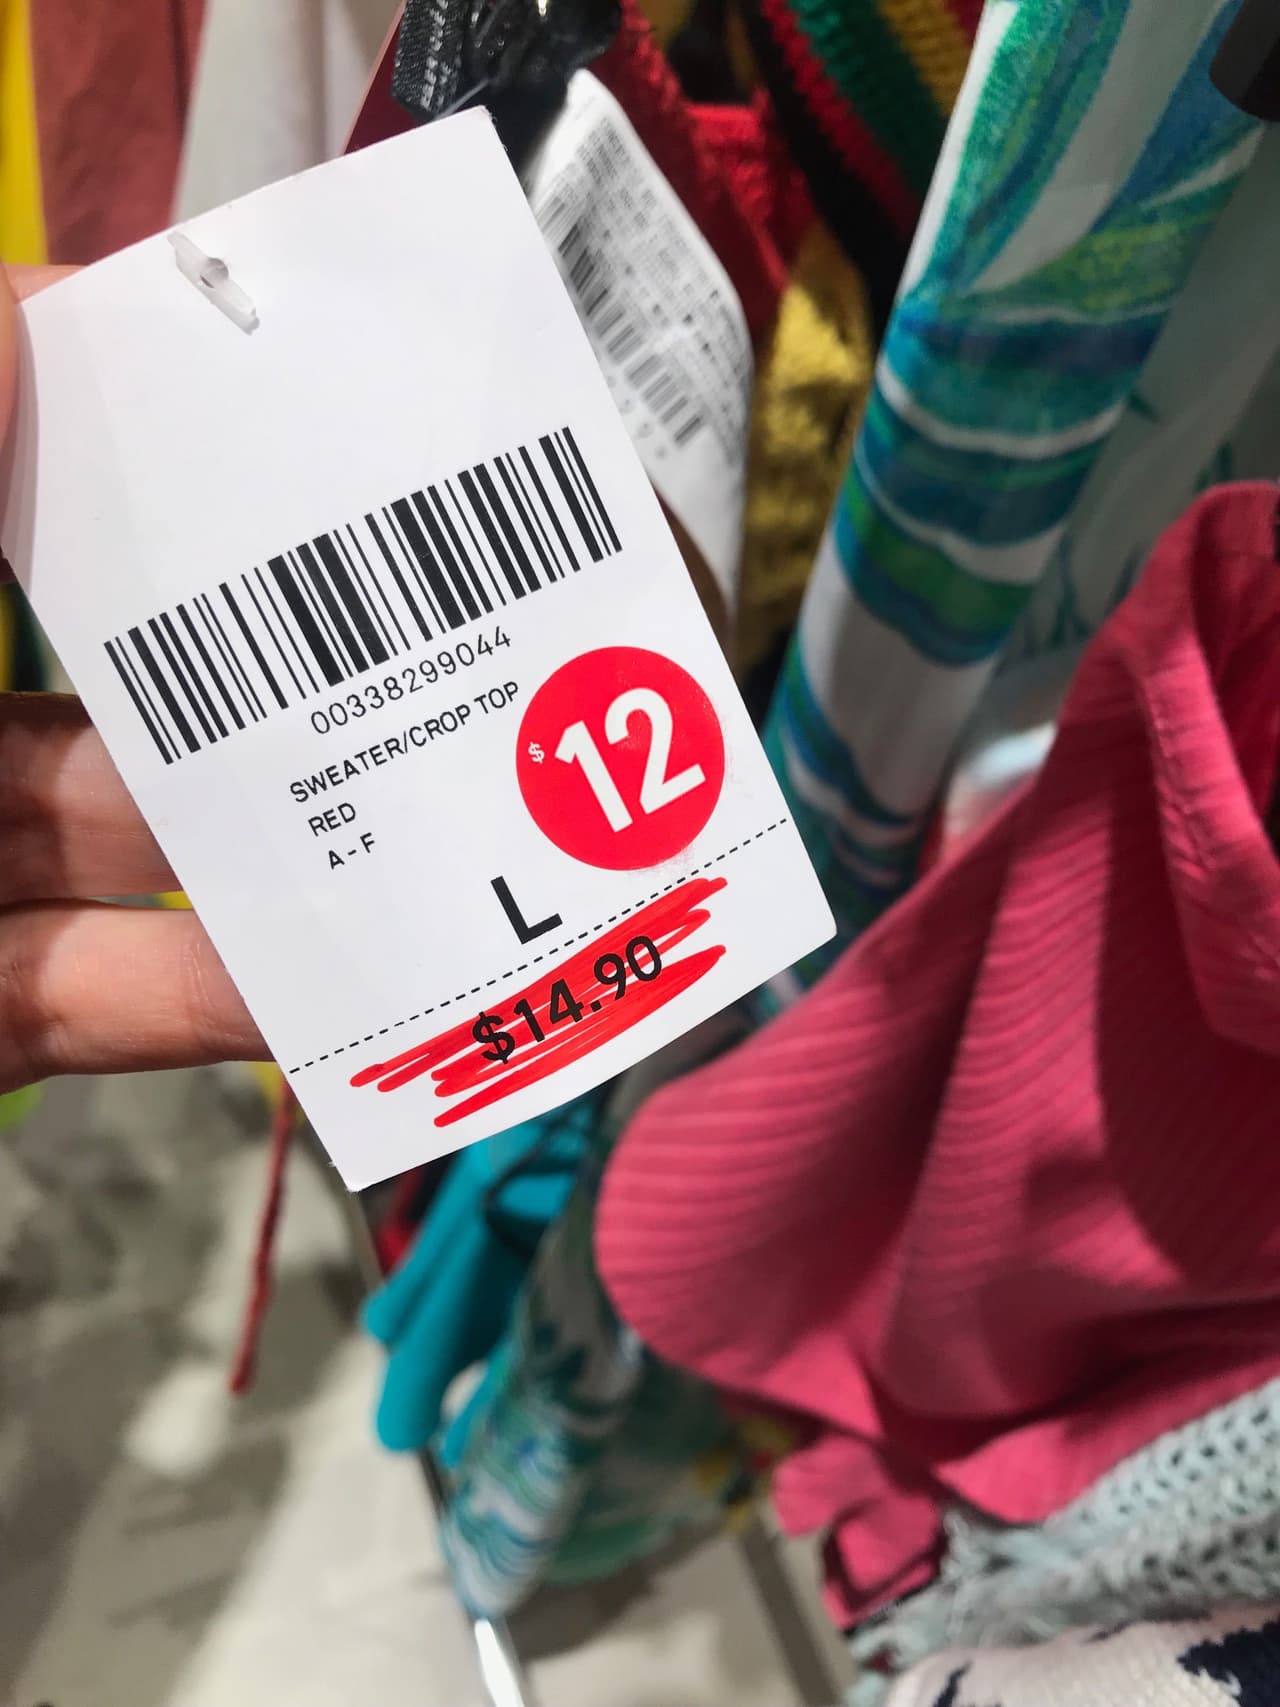 00338299044
SWEATER/CROP TOP
RED
A-F
$12
L
$14.90